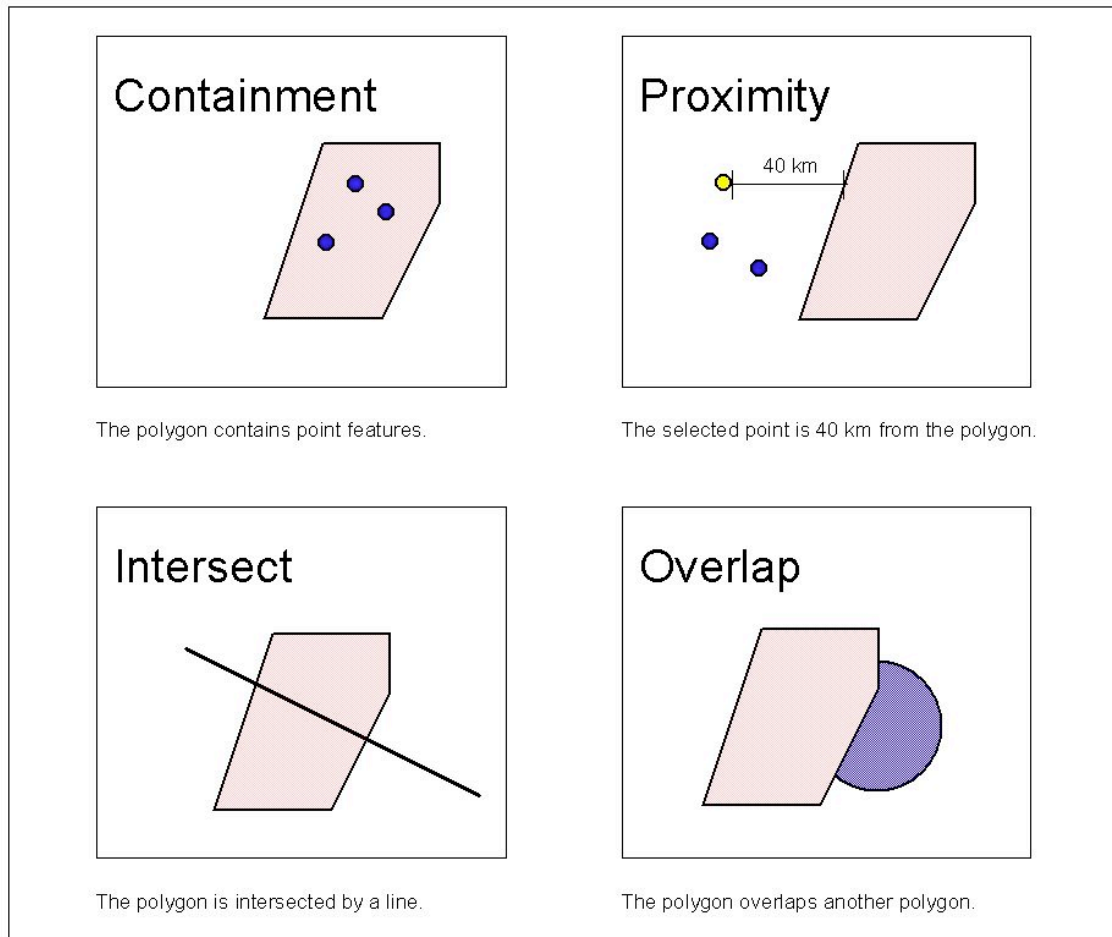 Containment
The polygon contains point features.
Proximity
40 km
The selected point is 40 km from the polygon.
Intersect
The polygon is intersected by a line.
Overlap
The polygon overlaps another polygon.